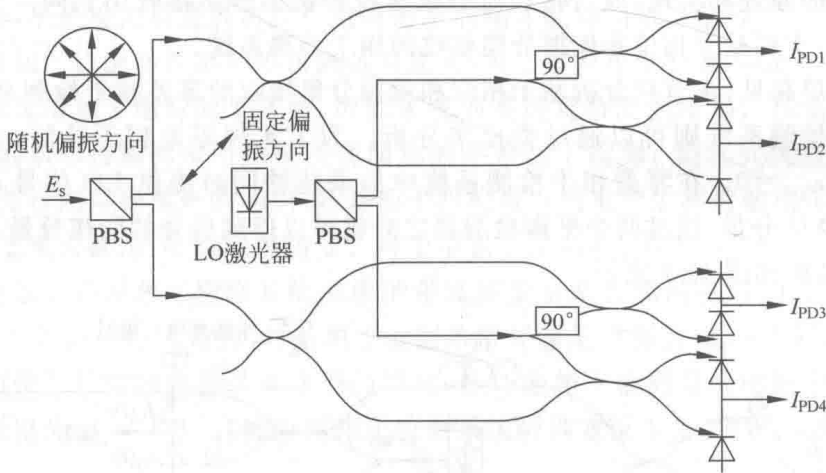 90°
I_PD1
固定偏
振方向
随机偏振方向
I_PD2
E_S
PBS
LO激光器
PBS
90°
I_PD3
I_PD4